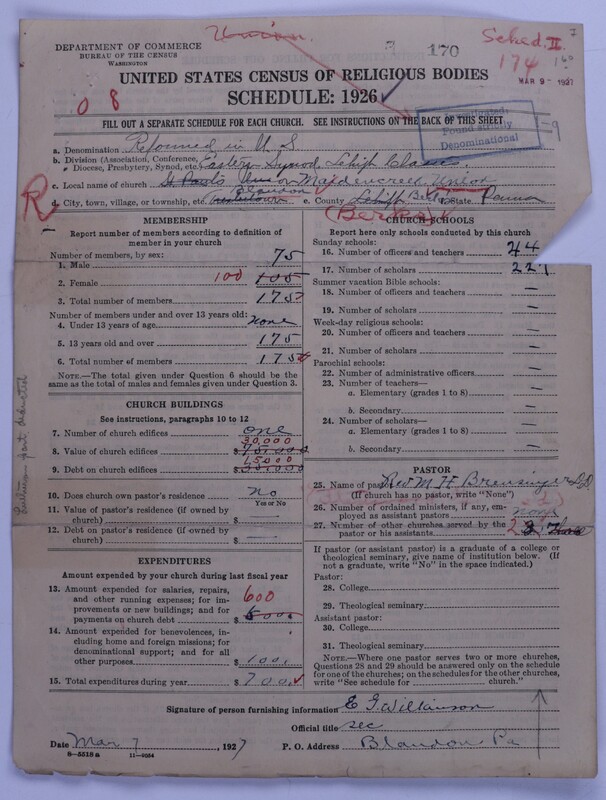 Union
DEPARTMENT OF COMMERCE
BUREAU OF THE CENSUS
WASHINGTON
170
Sched. II
174
160
MAR 9 - 1927
UNITED STATES CENSUS OF RELIGIOUS BODIES
SCHEDULE: 1926
0 8
FILL OUT A SEPARATE SCHEDULE FOR EACH CHURCH. SEE INSTRUCTIONS ON THE BACK OF THIS SHEET
Found strictly
Denominational
a. Denomination Reformed in U. S.
b. Division (Association, Conference, Diocese, Presbytery, Synod, etc.) Eastern Synod Lehigh Classes.
c. Local name of church St Pauls Union Maidencreek Union
R
d. City, town, village, or township, etc. Blandon
e. County Lehigh Berks
f. State Penna
(Berks)
MEMBERSHIP
Report number of members according to definition of member in your church
Number of members, by sex:
1. Male 75
2. Female 100 105
3. Total number of members 175
Number of members under and over 13 years old:
4. Under 13 years of age none
5. 13 years old and over 175
6. Total number of members 175
NOTE.—The total given under Question 6 should be the same as the total of males and females given under Question 3.
CHURCH BUILDINGS
See instructions, paragraphs 10 to 12
7. Number of church edifices one
30,000
8. Value of church edifices $
15000
9. Debt on church edifices $
10. Does church own pastor's residence No
Yes or No
11. Value of pastor's residence (if owned by church) $ —
12. Debt on pastor's residence (if owned by church) $ —
EXPENDITURES
Amount expended by your church during last fiscal year
13. Amount expended for salaries, repairs, and other running expenses; for improvements or new buildings; and for payments on church debt $ 600
14. Amount expended for benevolences, including home and foreign missions; for denominational support; and for all other purposes $ 100.
15. Total expenditures during year $ 700
CHURCH SCHOOLS
Report here only schools conducted by this church
Sunday schools:
16. Number of officers and teachers 24
17. Number of scholars 227
Summer vacation Bible schools:
18. Number of officers and teachers —
19. Number of scholars —
Week-day religious schools:
20. Number of officers and teachers —
21. Number of scholars —
Parochial schools:
22. Number of administrative officers —
23. Number of teachers—
a. Elementary (grades 1 to 8) —
b. Secondary —
24. Number of scholars—
a. Elementary (grades 1 to 8) —
b. Secondary —
PASTOR
25. Name of pastor Rev M. H. Brensinger
(If church has no pastor, write "None")
26. Number of ordained ministers, if any, employed as assistant pastors none
27. Number of other churches served by the pastor or his assistants 2
If pastor (or assistant pastor) is a graduate of a college or theological seminary, give name of institution below. (If not a graduate, write "No" in the space indicated.)
Pastor:
28. College
29. Theological seminary
Assistant pastor:
30. College
31. Theological seminary
NOTE.—Where one pastor serves two or more churches, Questions 28 and 29 should be answered only on the schedule for one of the churches; on the schedules for the other churches, write "See schedule for church."
Signature of person furnishing information E G Wilkinson
Official title sec
Date Mar 7, 1927
P. O. Address Blandon Pa
8—5518 a
11—9064